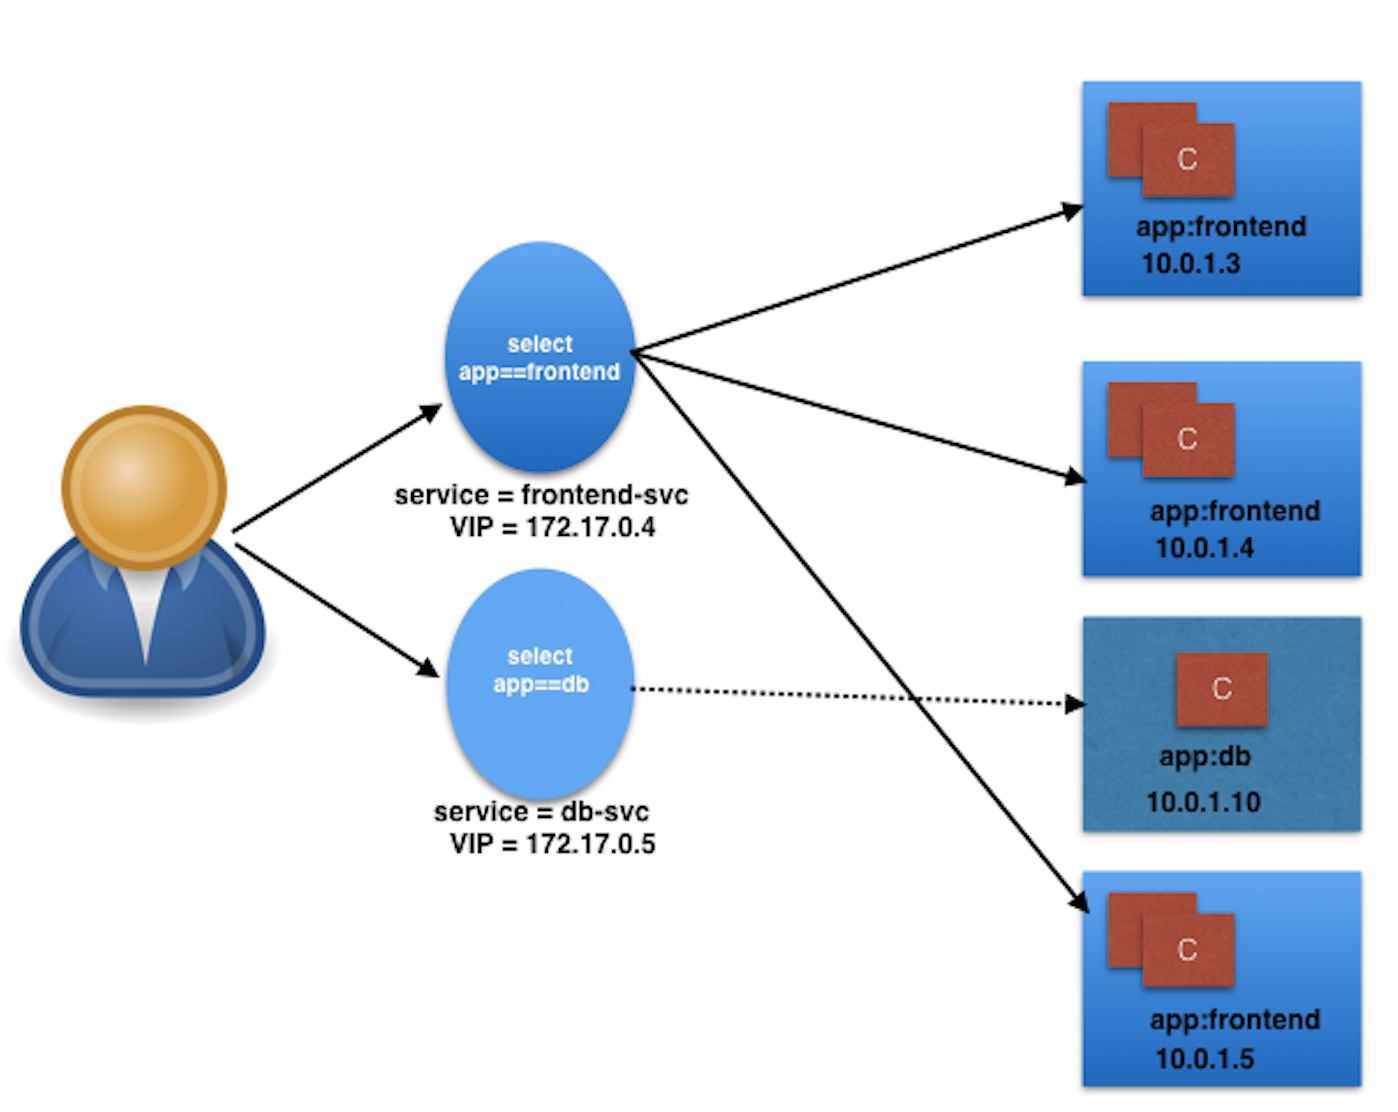 select
app==frontend
service = frontend-svc
VIP = 172.17.0.4
select
app==db
service = db-svc
VIP = 172.17.0.5
C
app:frontend
10.0.1.3
C
app:frontend
10.0.1.4
C
app:db
10.0.1.10
C
app:frontend
10.0.1.5